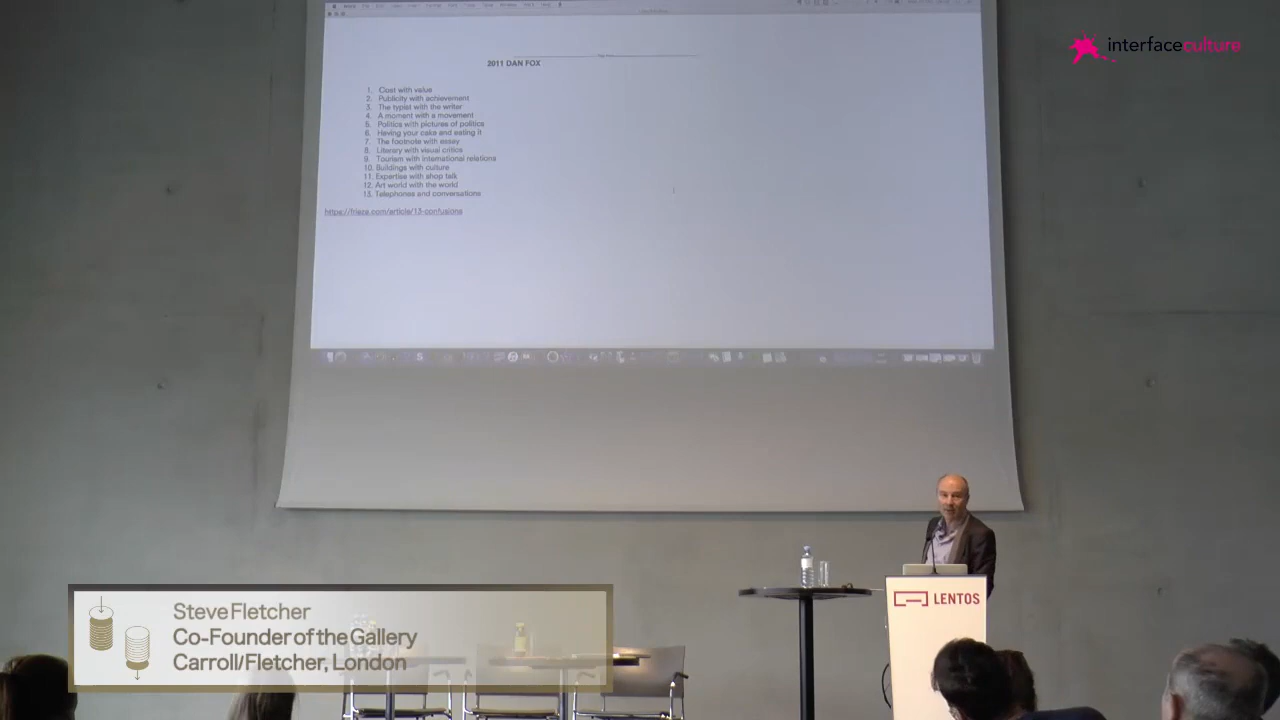 interfaceculture
2011 DAN FOX
1. Cost with value
2. Publicity with achievement
3. The typist with the writer
4. A moment with a movement
5. Politics with pictures of politics
6. Having your cake and eating it
7. The footnote with essay
8. Literary with visual critics
9. Tourism with international relations
10. Buildings with culture
11. Expertise with shop talk
12. Art world with the world
13. Telephones and conversations
https://frieze.com/article/13-confusions
LENTOS
Steve Fletcher
Co-Founder of the Gallery
Carroll/Fletcher, London